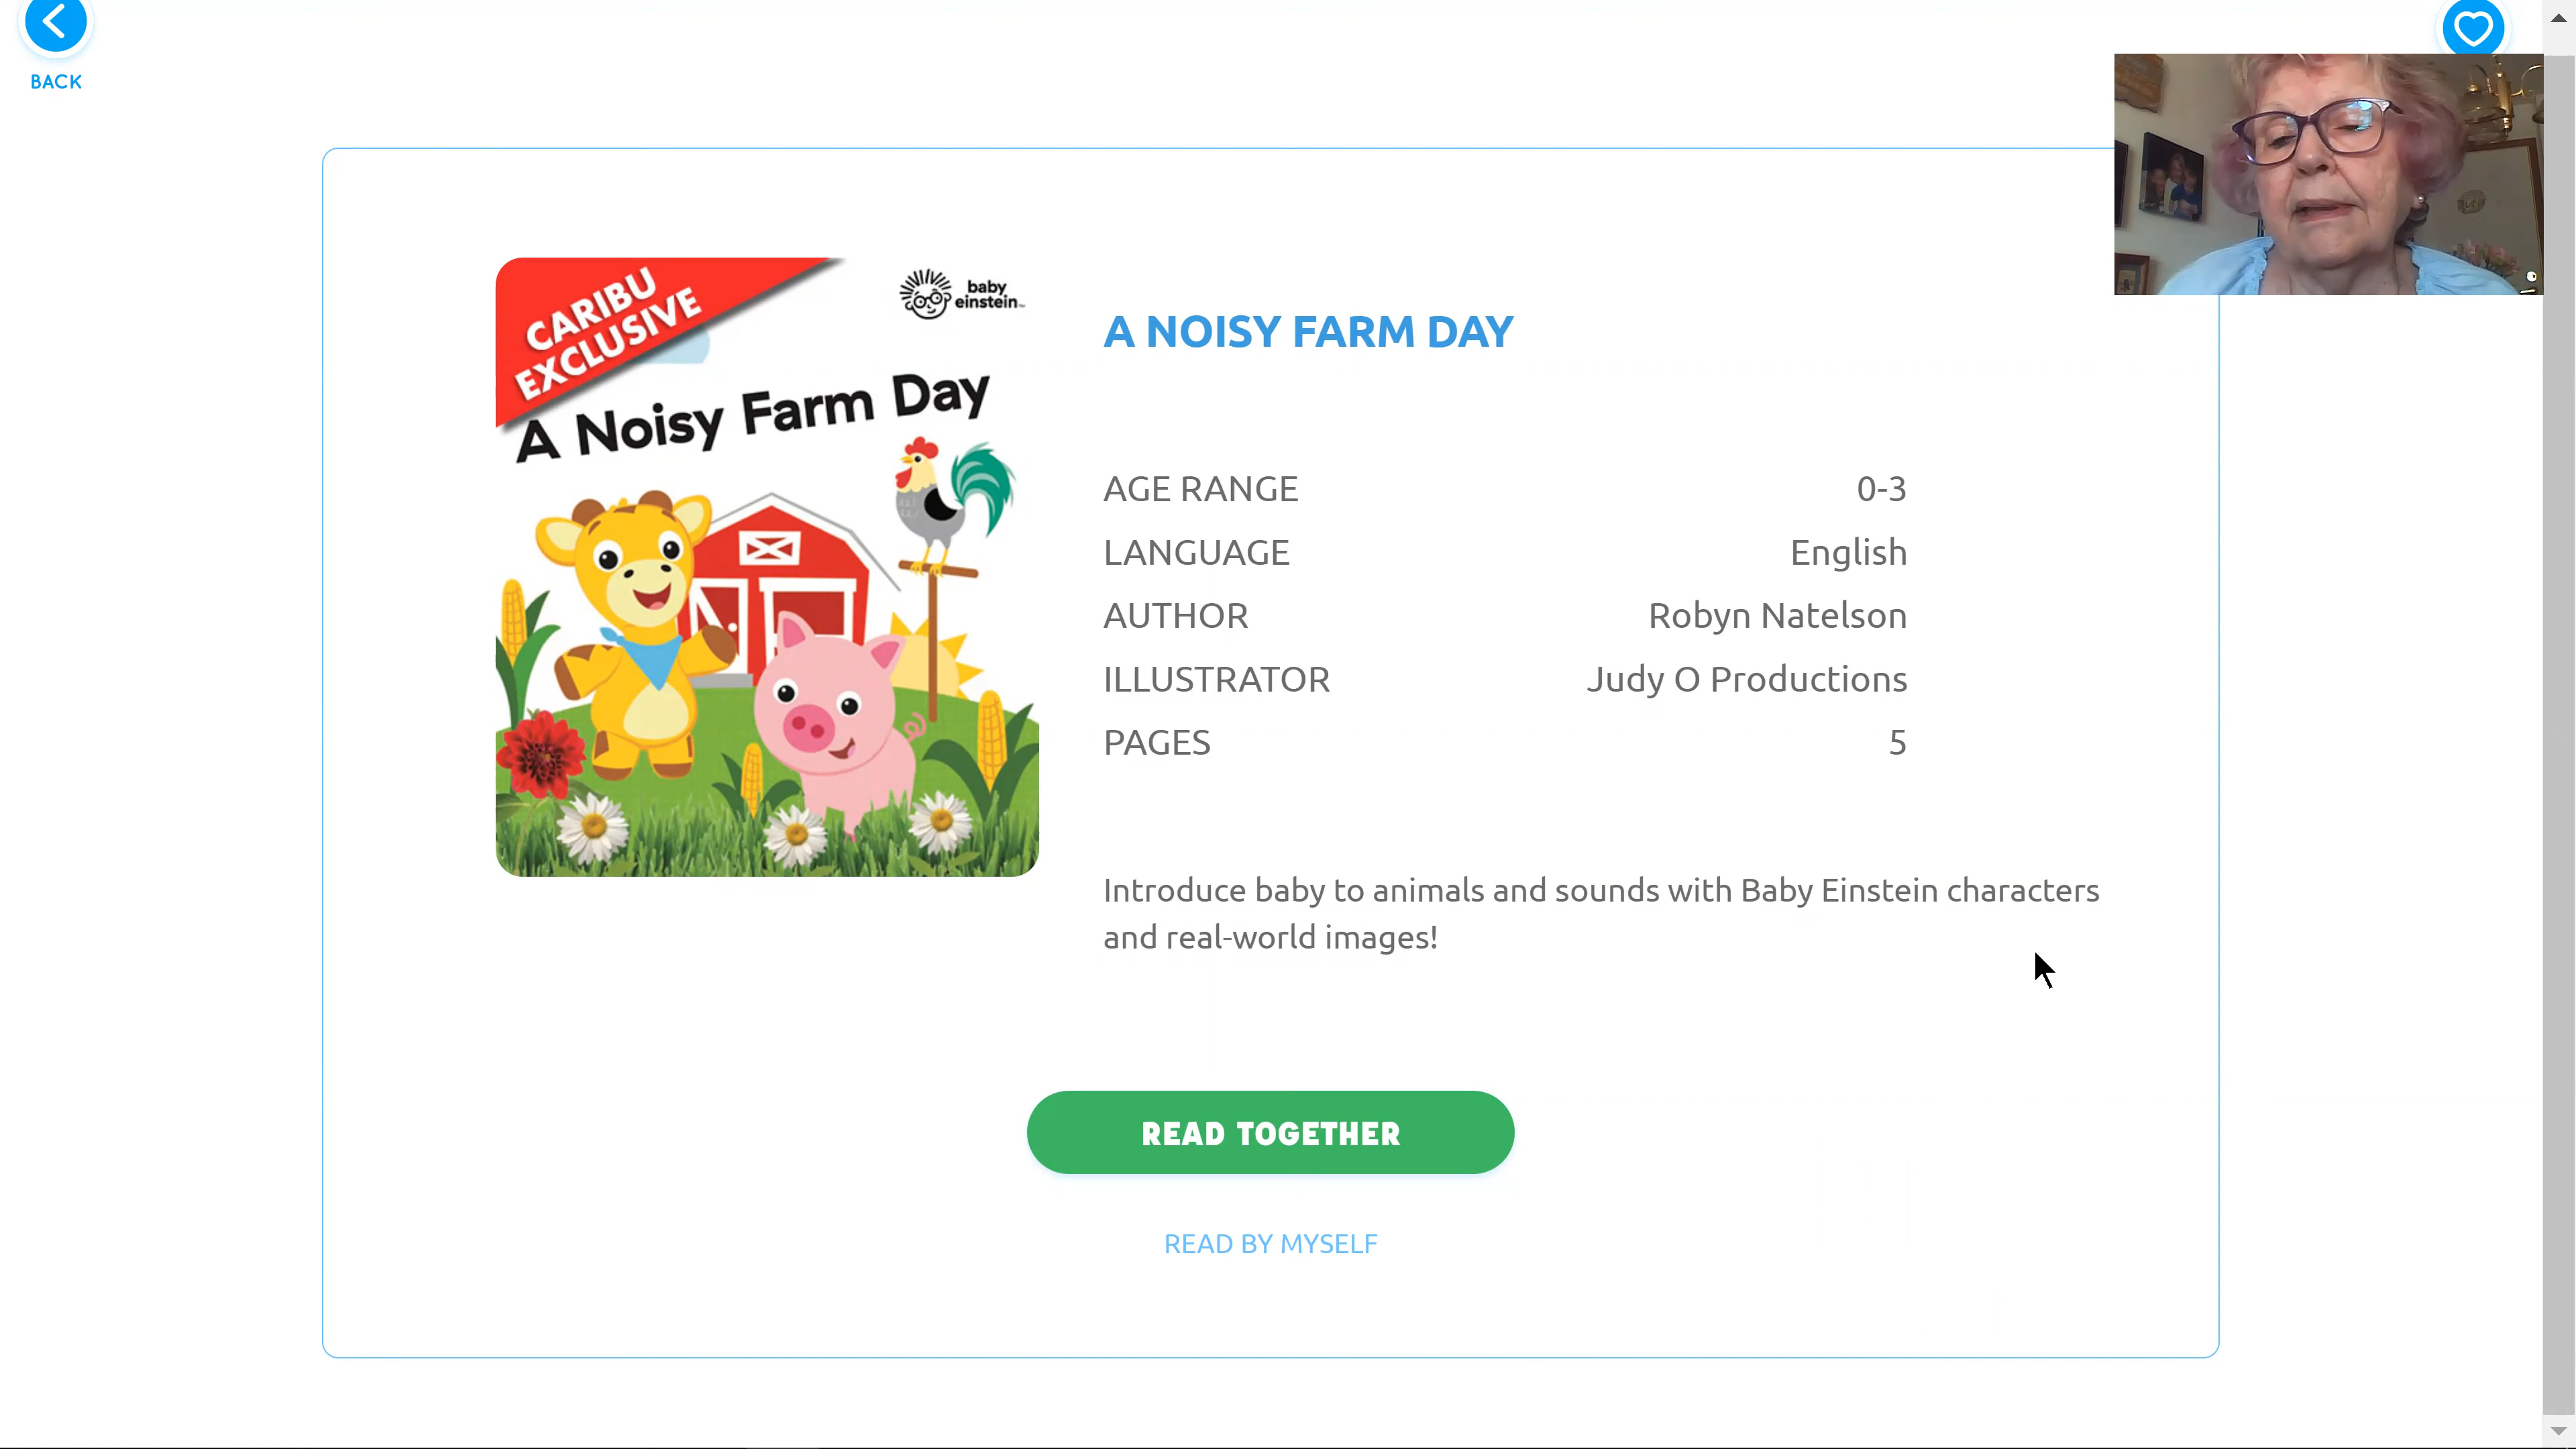 BACK
CARIBU
EXCLUSIVE
baby
einstein
A Noisy Farm Day
A NOISY FARM DAY
AGE RANGE 0-3
LANGUAGE English
AUTHOR Robyn Natelson
ILLUSTRATOR Judy O Productions
PAGES 5
Introduce baby to animals and sounds with Baby Einstein characters
and real-world images!
READ TOGETHER
READ BY MYSELF